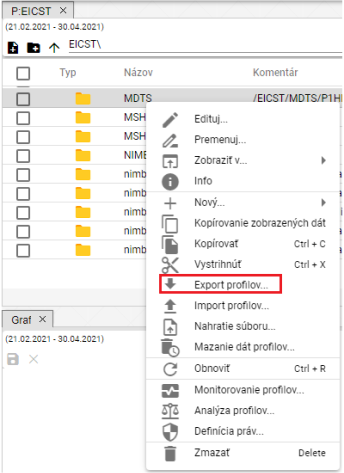 P:EICST ×
(21.02.2021 - 30.04.2021)
EICST\
Typ Názov Komentár
MDTS /EICST/MDTS/P1H
MSH
MSH
NIME
nimb
nimb
nimb
nimb
nimb
Edituj...
Premenuj...
Zobraziť v...
Info
Nový...
Kopírovanie zobrazených dát
Kopírovať Ctrl + C
Vystrihnúť Ctrl + X
Export profilov...
Import profilov...
Nahratie súboru...
Mazanie dát profilov...
Obnoviť Ctrl + R
Monitorovanie profilov...
Analýza profilov...
Definícia práv...
Zmazať Delete
Graf ×
(21.02.2021 - 30.04.2021)